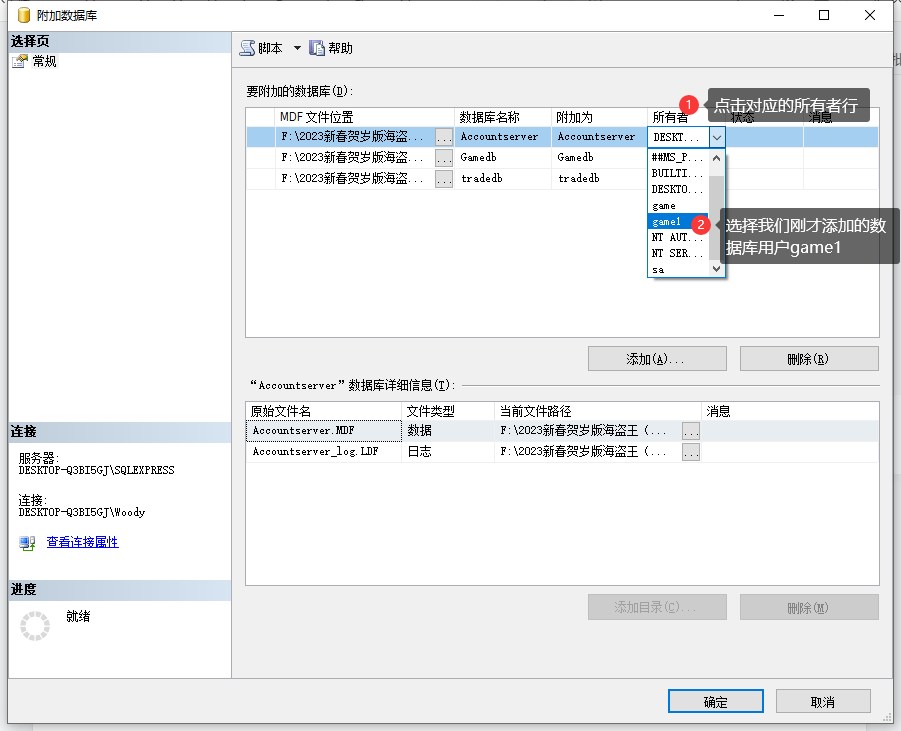 附加数据库
选择页
常规
脚本 帮助
要附加的数据库(D):
MDF 文件位置 数据库名称 附加为 所有者 状态 消息
F:\2023新春贺岁版海盗... ... Accountserver Accountserver DESKT...
F:\2023新春贺岁版海盗... ... Gamedb Gamedb
F:\2023新春贺岁版海盗... ... tradedb tradedb
1 点击对应的所有者行
##MS_P...
BUILTI...
DESKTO...
game
game1
NT AUT...
NT SER...
sa
2 选择我们刚才添加的数
据库用户game1
添加(A)... 删除(R)
“Accountserver”数据库详细信息(T):
原始文件名 文件类型 当前文件路径 消息
Accountserver.MDF 数据 F:\2023新春贺岁版海盗王（... ...
Accountserver_log.LDF 日志 F:\2023新春贺岁版海盗王（... ...
添加目录(C)... 删除(M)
连接
服务器:
DESKTOP-Q3BI5GJ\SQLEXPRESS
连接:
DESKTOP-Q3BI5GJ\Woody
查看连接属性
进度
就绪
确定 取消